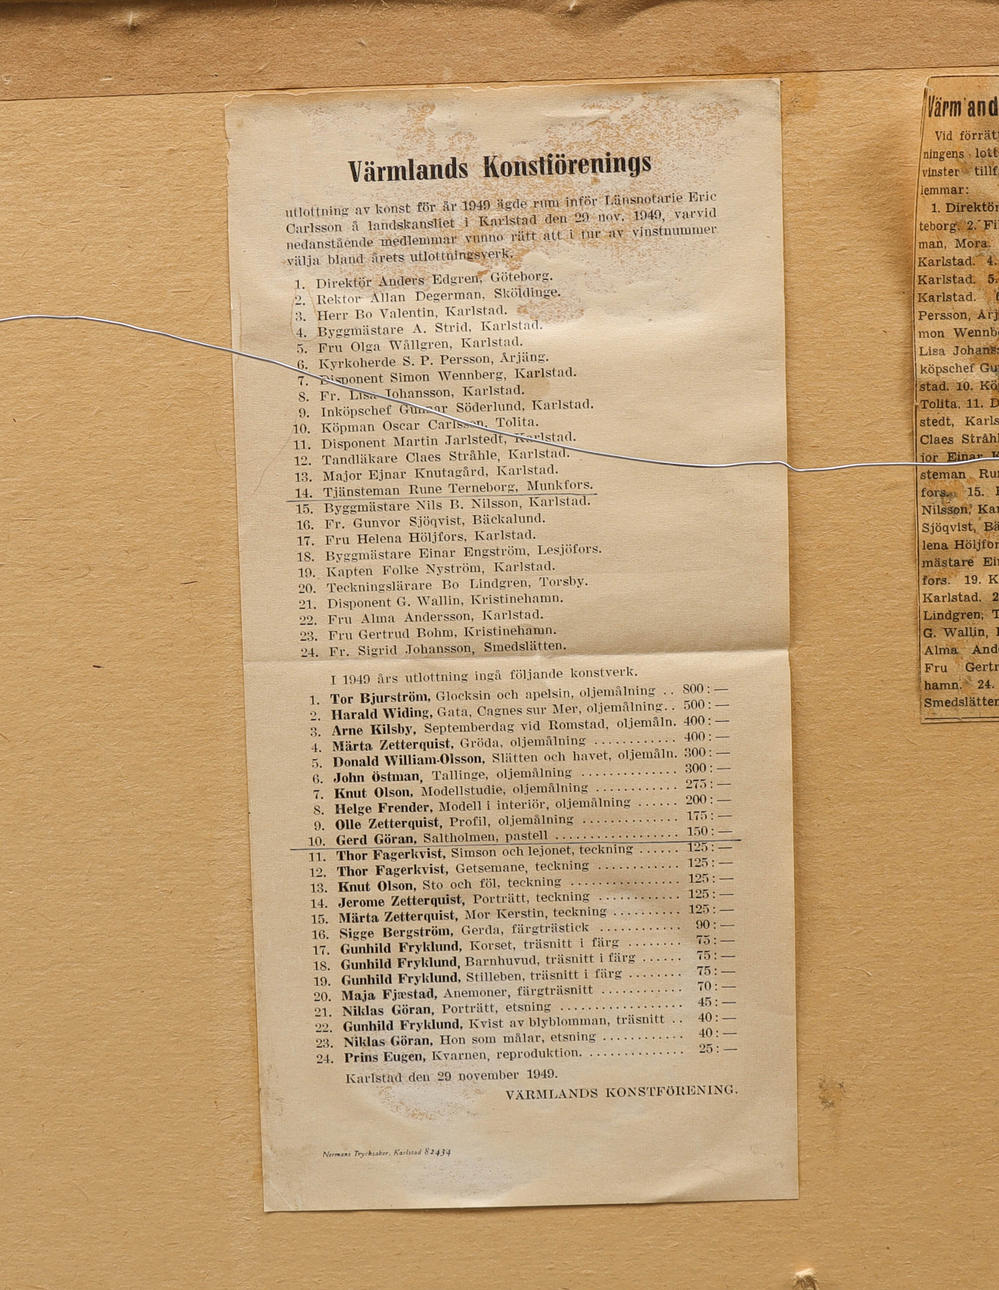 Värmlands Konstförenings
utlottning av konst för år 1949 ägde rum inför Länsnotarie Eric
Carlsson å landskansliet i Karlstad den 29 nov. 1949, varvid
nedanstående medlemmar vunno rätt att i tur av vinstnummer
välja bland årets utlottningsverk.
1. Direktör Anders Edgren, Göteborg.
2. Rektor Allan Degerman, Sköldinge.
3. Herr Bo Valentin, Karlstad.
4. Byggmästare A. Strid, Karlstad.
5. Fru Olga Wållgren, Karlstad.
6. Kyrkoherde S. P. Persson, Årjäng.
7. Disponent Simon Wennberg, Karlstad.
8. Fr. Lisa Johansson, Karlstad.
9. Inköpschef Gunnar Söderlund, Karlstad.
10. Köpman Oscar Carlsson, Tolita.
11. Disponent Martin Jarlstedt, Karlstad.
12. Tandläkare Claes Stråhle, Karlstad.
13. Major Ejnar Knutagård, Karlstad.
14. Tjänsteman Rune Terneborg, Munkfors.
15. Byggmästare Nils B. Nilsson, Karlstad.
16. Fr. Gunvor Sjöqvist, Bäckalund.
17. Fru Helena Höljfors, Karlstad.
18. Byggmästare Einar Engström, Lesjöfors.
19. Kapten Folke Nyström, Karlstad.
20. Teckningslärare Bo Lindgren, Torsby.
21. Disponent G. Wallin, Kristinehamn.
22. Fru Alma Andersson, Karlstad.
23. Fru Gertrud Bohm, Kristinehamn.
24. Fr. Sigrid Johansson, Smedslätten.
I 1949 års utlottning ingå följande konstverk.
1. Tor Bjurström, Glocksin och apelsin, oljemålning .. 800:—
2. Harald Widing, Gata, Cagnes sur Mer, oljemålning.. 500:—
3. Arne Kilsby, Septemberdag vid Romstad, oljemåln. 400:—
4. Märta Zetterquist, Gröda, oljemålning ............ 400:—
5. Donald William-Olsson, Slätten och havet, oljemåln. 300:—
6. John Östman, Tallinge, oljemålning ............ 300:—
7. Knut Olson, Modellstudie, oljemålning ............ 275:—
8. Helge Frender, Modell i interiör, oljemålning ...... 200:—
9. Olle Zetterquist, Profil, oljemålning ............ 175:—
10. Gerd Göran, Saltholmen, pastell ............... 150:—
11. Thor Fagerkvist, Simson och lejonet, teckning ...... 125:—
12. Thor Fagerkvist, Getsemane, teckning ............ 125:—
13. Knut Olson, Sto och föl, teckning ............... 125:—
14. Jerome Zetterquist, Porträtt, teckning ............ 125:—
15. Märta Zetterquist, Mor Kerstin, teckning .......... 125:—
16. Sigge Bergström, Gerda, färgträstick ............ 90:—
17. Gunhild Fryklund, Korset, träsnitt i färg ........ 75:—
18. Gunhild Fryklund, Barnhuvud, träsnitt i färg ...... 75:—
19. Gunhild Fryklund, Stilleben, träsnitt i färg ........ 75:—
20. Maja Fjæstad, Anemoner, färgträsnitt ............ 70:—
21. Niklas Göran, Porträtt, etsning .................. 45:—
22. Gunhild Fryklund, Kvist av blyblomman, träsnitt .. 40:—
23. Niklas Göran, Hon som målar, etsning ............ 40:—
24. Prins Eugen, Kvarnen, reproduktion. ............. 25:—
Karlstad den 29 november 1949.
VÄRMLANDS KONSTFÖRENING.
Nermans Trycksaker, Karlstad 82434
Värm and
Vid förrätt
ningens lott
vinster tillf
lemmar:
1. Direktör
teborg. 2. Fi
man, Mora.
Karlstad. 4.
Karlstad. 5.
Karlstad.
Persson, Årj
mon Wennb
Lisa Johans
köpschef Gu
stad. 10. Kö
Tolita. 11. D
stedt, Karls
Claes Stråhl
jor Einar K
steman Run
fors. 15.
Nilsson, Kar
Sjöqvist, Bä
lena Höljfor
mästare Ei
fors. 19. K
Karlstad. 2
Lindgren, T
G. Wallin,
Alma And
Fru Gertr
hamn. 24.
Smedslätten